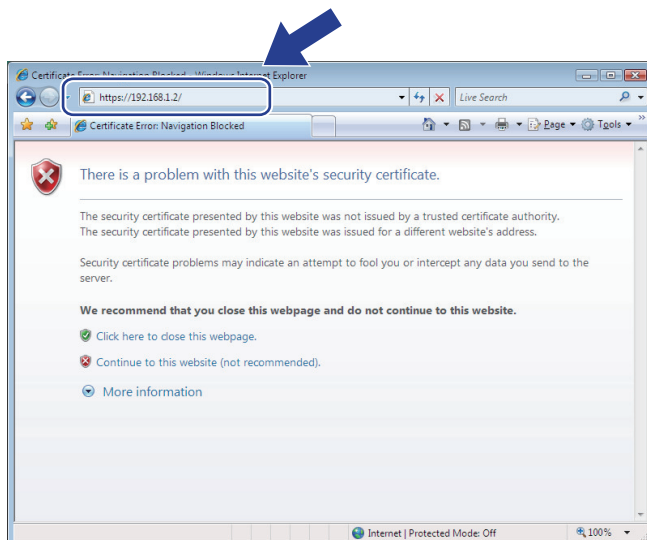 Certificate Error: Navigation Blocked - Windows Internet Explorer
https://192.168.1.2/
Live Search
Certificate Error: Navigation Blocked
Page
Tools
There is a problem with this website's security certificate.
The security certificate presented by this website was not issued by a trusted certificate authority.
The security certificate presented by this website was issued for a different website's address.
Security certificate problems may indicate an attempt to fool you or intercept any data you send to the
server.
We recommend that you close this webpage and do not continue to this website.
Click here to close this webpage.
Continue to this website (not recommended).
More information
Internet | Protected Mode: Off
100%